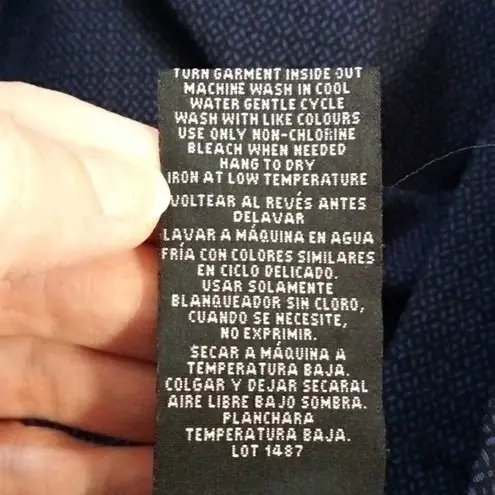 TURN GARMENT INSIDE OUT
MACHINE WASH IN COOL
WATER GENTLE CYCLE
WASH WITH LIKE COLOURS
USE ONLY NON-CHLORINE
BLEACH WHEN NEEDED
HANG TO DRY
IRON AT LOW TEMPERATURE
VOLTEAR AL REVÉS ANTES
DELAVAR
LAVAR A MÁQUINA EN AGUA
FRÍA CON COLORES SIMILARES
EN CICLO DELICADO.
USAR SOLAMENTE
BLANQUEADOR SIN CLORO,
CUANDO SE NECESITE,
NO EXPRIMIR.
SECAR A MÁQUINA A
TEMPERATURA BAJA.
COLGAR Y DEJAR SECARAL
AIRE LIBRE BAJO SOMBRA.
PLANCHARA
TEMPERATURA BAJA.
LOT 1487